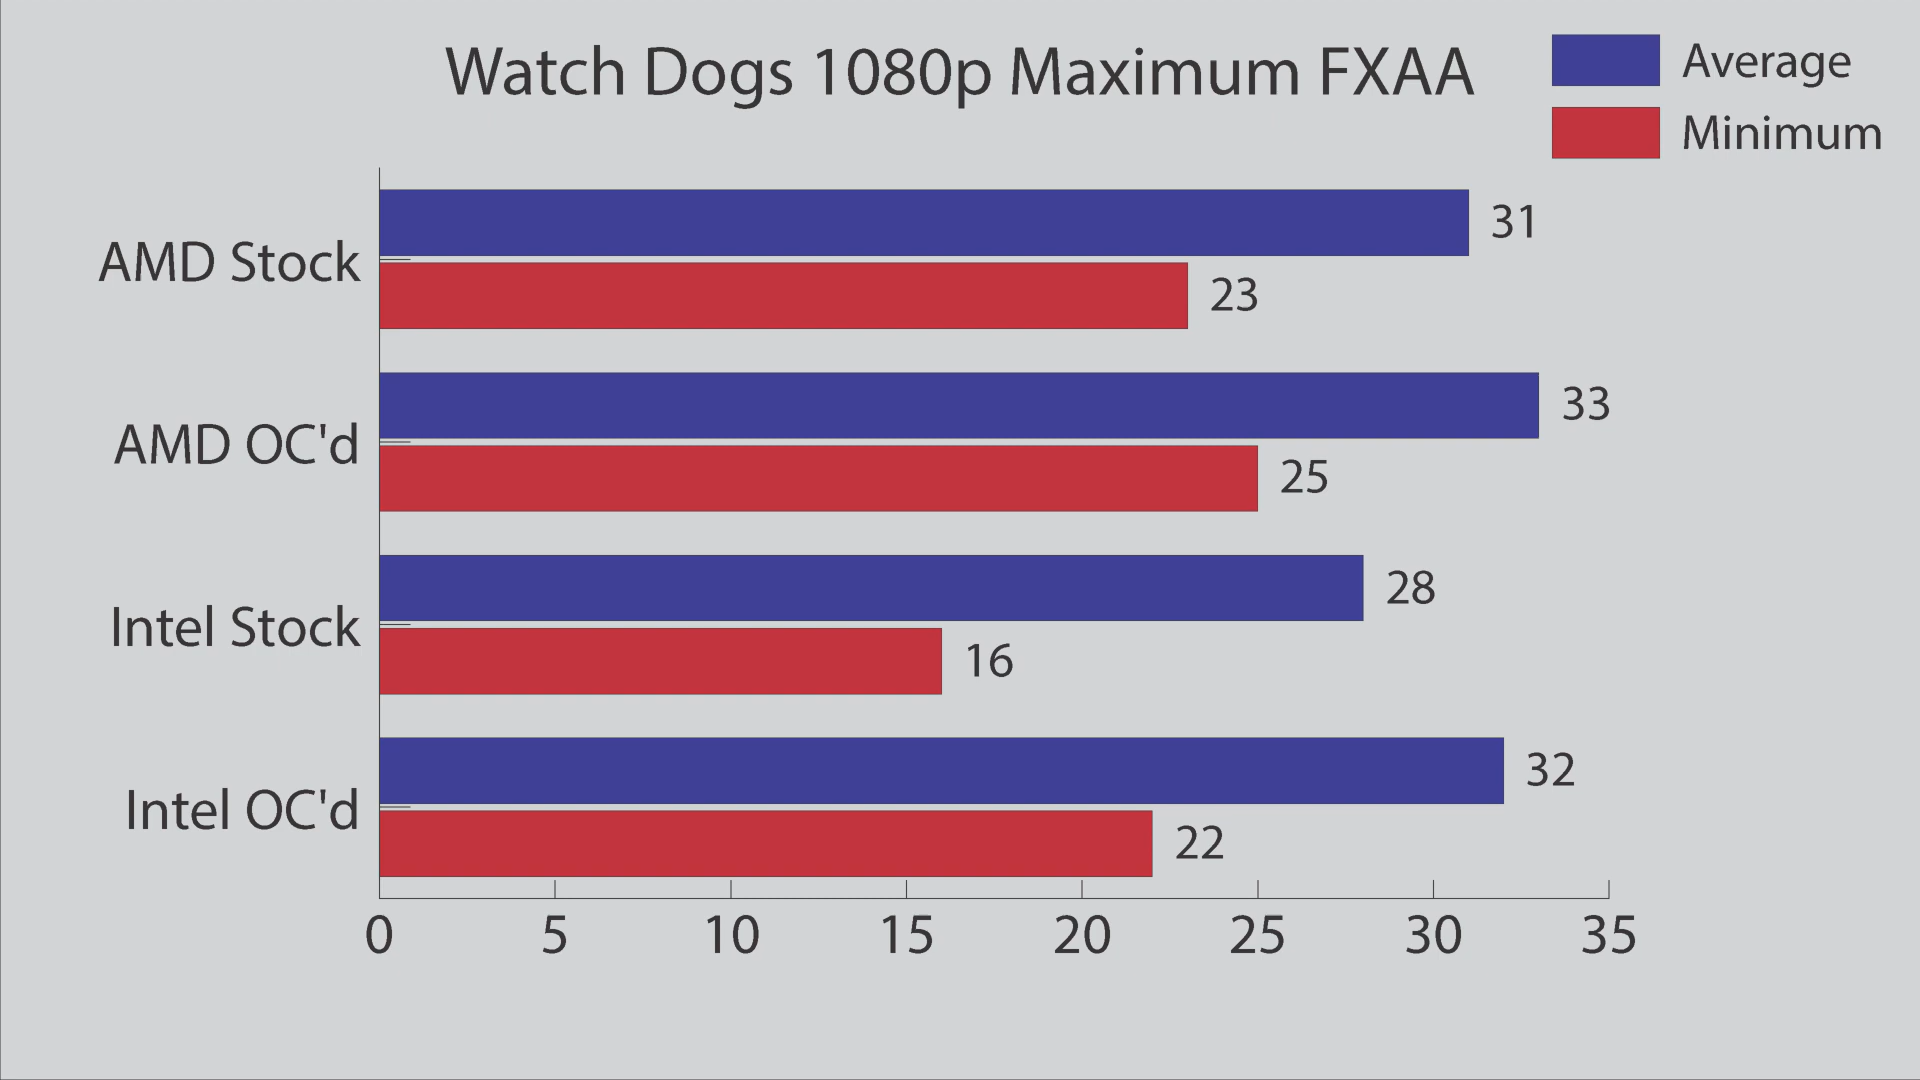 Watch Dogs 1080p Maximum FXAA
Average
Minimum
AMD Stock
31
23
AMD OC'd
33
25
Intel Stock
28
16
Intel OC'd
32
22
0 5 10 15 20 25 30 35